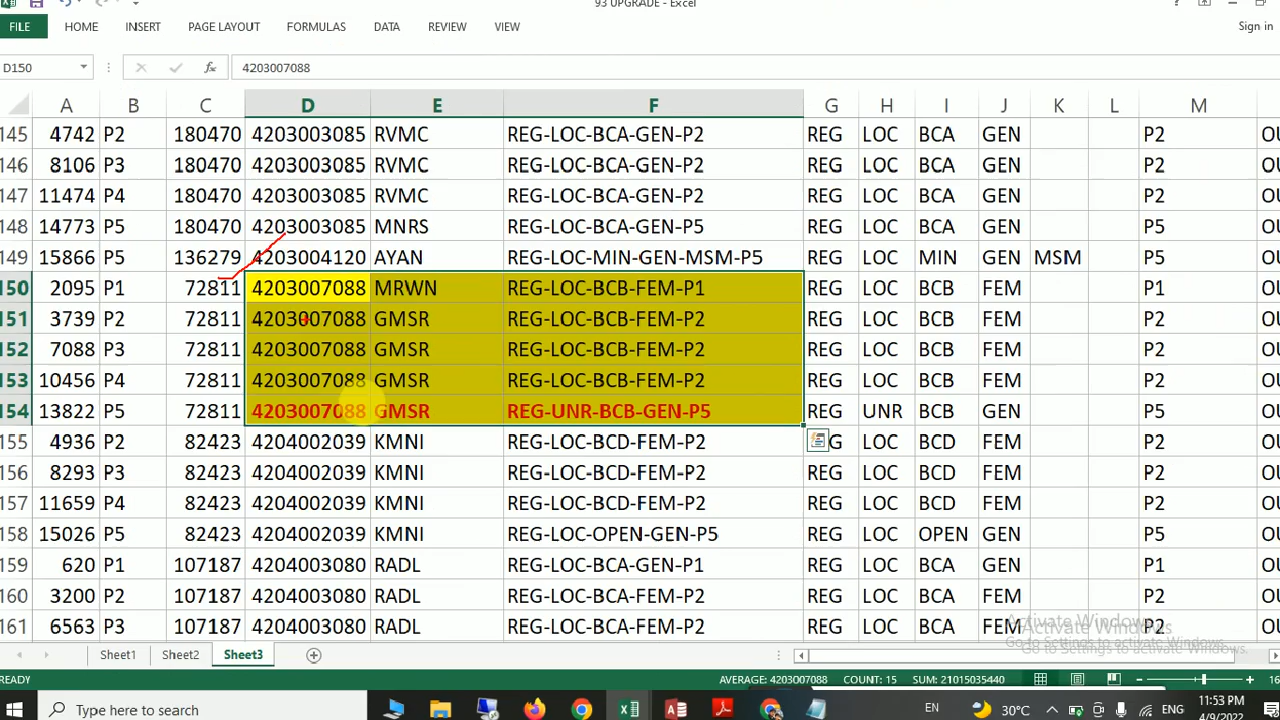 93 UPGRADE - Excel
FILE HOME INSERT PAGE LAYOUT FORMULAS DATA REVIEW VIEW Sign in
D150 fx 4203007088
A B C D E F G H I J K L M
145 4742 P2 180470 4203003085 RVMC REG-LOC-BCA-GEN-P2 REG LOC BCA GEN P2 OU
146 8106 P3 180470 4203003085 RVMC REG-LOC-BCA-GEN-P2 REG LOC BCA GEN P2 OU
147 11474 P4 180470 4203003085 RVMC REG-LOC-BCA-GEN-P2 REG LOC BCA GEN P2 OU
148 14773 P5 180470 4203003085 MNRS REG-LOC-BCA-GEN-P5 REG LOC BCA GEN P5 OU
149 15866 P5 136279 4203004120 AYAN REG-LOC-MIN-GEN-MSM-P5 REG LOC MIN GEN MSM P5 OU
150 2095 P1 72811 4203007088 MRWN REG-LOC-BCB-FEM-P1 REG LOC BCB FEM P1 OU
151 3739 P2 72811 4203007088 GMSR REG-LOC-BCB-FEM-P2 REG LOC BCB FEM P2 OU
152 7088 P3 72811 4203007088 GMSR REG-LOC-BCB-FEM-P2 REG LOC BCB FEM P2 OU
153 10456 P4 72811 4203007088 GMSR REG-LOC-BCB-FEM-P2 REG LOC BCB FEM P2 OU
154 13822 P5 72811 4203007088 GMSR REG-UNR-BCB-GEN-P5 REG UNR BCB GEN P5 OU
155 4936 P2 82423 4204002039 KMNI REG-LOC-BCD-FEM-P2 G LOC BCD FEM P2 OU
156 8293 P3 82423 4204002039 KMNI REG-LOC-BCD-FEM-P2 REG LOC BCD FEM P2 OU
157 11659 P4 82423 4204002039 KMNI REG-LOC-BCD-FEM-P2 REG LOC BCD FEM P2 OU
158 15026 P5 82423 4204002039 KMNI REG-LOC-OPEN-GEN-P5 REG LOC OPEN GEN P5 OU
159 620 P1 107187 4204003080 RADL REG-LOC-BCA-GEN-P1 REG LOC BCA GEN P1 OU
160 3200 P2 107187 4204003080 RADL REG-LOC-BCA-FEM-P2 REG LOC BCA FEM P2 OU
161 6563 P3 107187 4204003080 RADL REG-LOC-BCA-FEM-P2 REG LOC BCA FEM P2 OU
Activate Windows
Go to Settings to activate Windows.
Sheet1 Sheet2 Sheet3
READY AVERAGE: 4203007088 COUNT: 15 SUM: 21015035440 16
Type here to search EN 30°C ENG 11:53 PM
4/9/2022